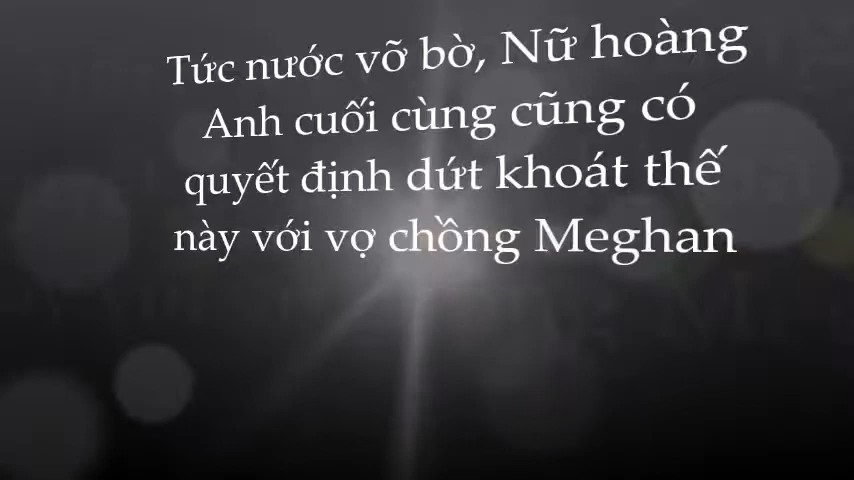 Tức nước vỡ bờ, Nữ hoàng
Anh cuối cùng cũng có
quyết định dứt khoát thế
này với vợ chồng Meghan